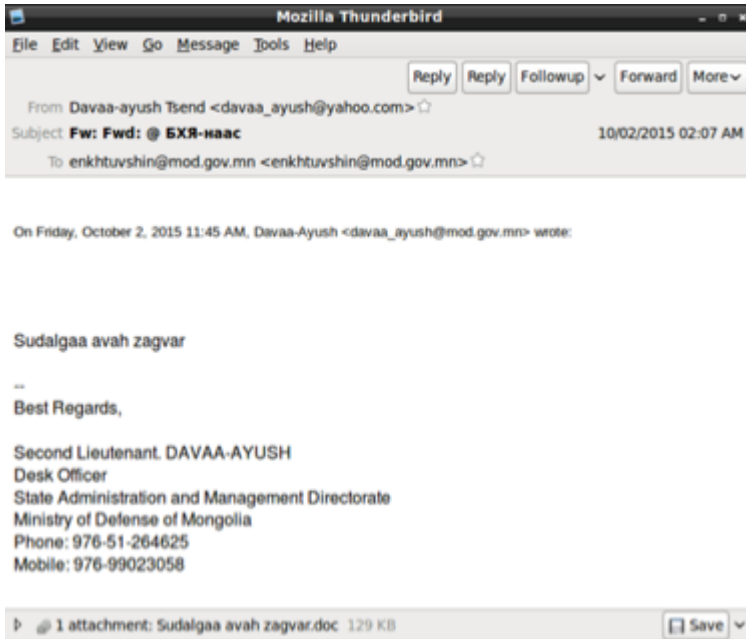 Mozilla Thunderbird
File Edit View Go Message Tools Help
Reply Reply Followup Forward More
From Davaa-ayush Tsend <davaa_ayush@yahoo.com>
Subject Fw: Fwd: @ БХЯ-наас 10/02/2015 02:07 AM
To enkhtuvshin@mod.gov.mn <enkhtuvshin@mod.gov.mn>
On Friday, October 2, 2015 11:45 AM, Davaa-Ayush <davaa_ayush@mod.gov.mn> wrote:
Sudalgaa avah zagvar
--
Best Regards,
Second Lieutenant. DAVAA-AYUSH
Desk Officer
State Administration and Management Directorate
Ministry of Defense of Mongolia
Phone: 976-51-264625
Mobile: 976-99023058
1 attachment: Sudalgaa avah zagvar.doc 129 KB Save